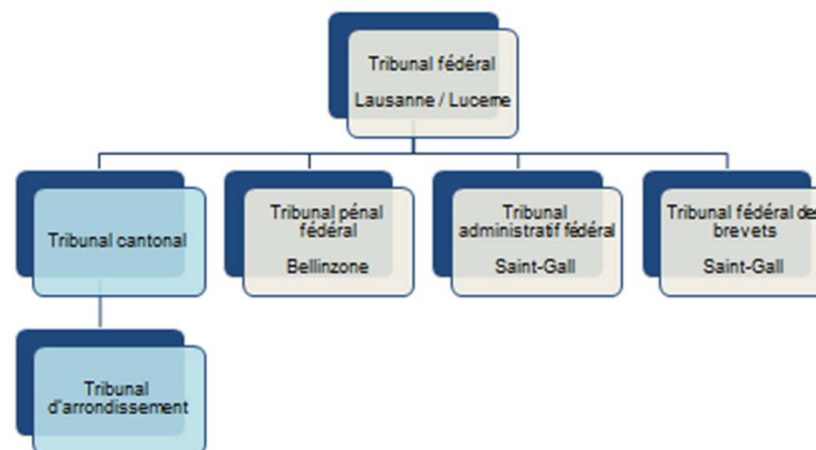 Tribunal fédéral
Lausanne / Lucerne
Tribunal cantonal
Tribunal pénal
fédéral
Bellinzone
Tribunal
administratif fédéral
Saint-Gall
Tribunal fédéral des
brevets
Saint-Gall
Tribunal
d'arrondissement